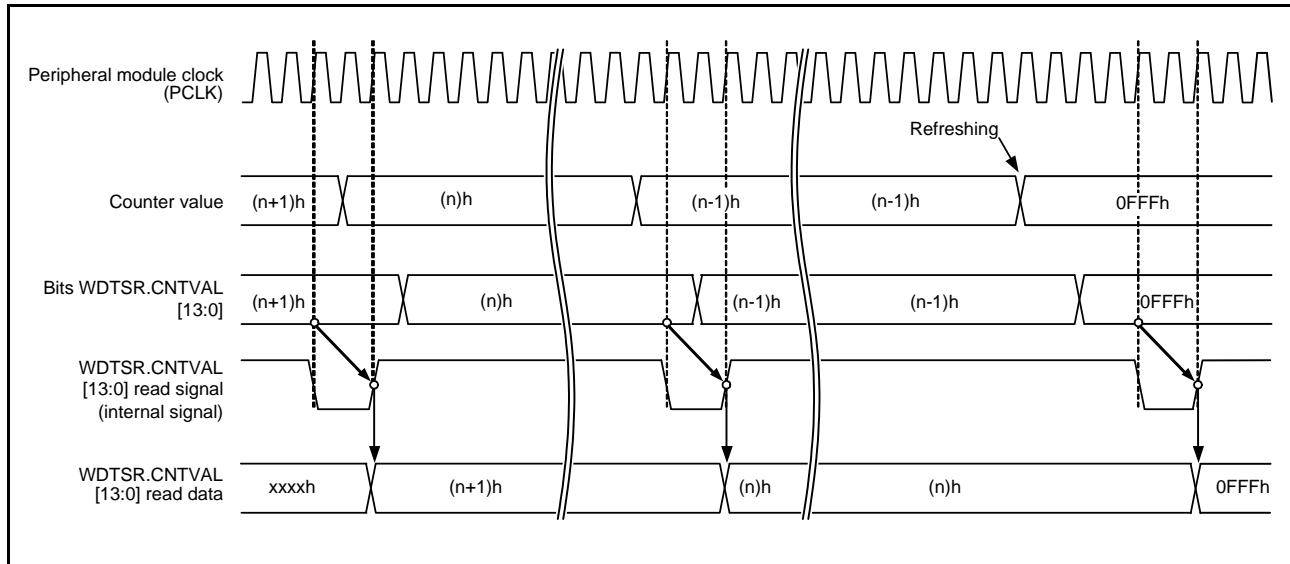 Peripheral module clock
(PCLK)
Refreshing
Counter value
(n+1)h
(n)h
(n-1)h
(n-1)h
0FFFh
Bits WDTSR.CNTVAL
[13:0]
(n+1)h
(n)h
(n-1)h
(n-1)h
0FFFh
WDTSR.CNTVAL
[13:0] read signal
(internal signal)
WDTSR.CNTVAL
[13:0] read data
xxxxh
(n+1)h
(n)h
(n)h
0FFFh